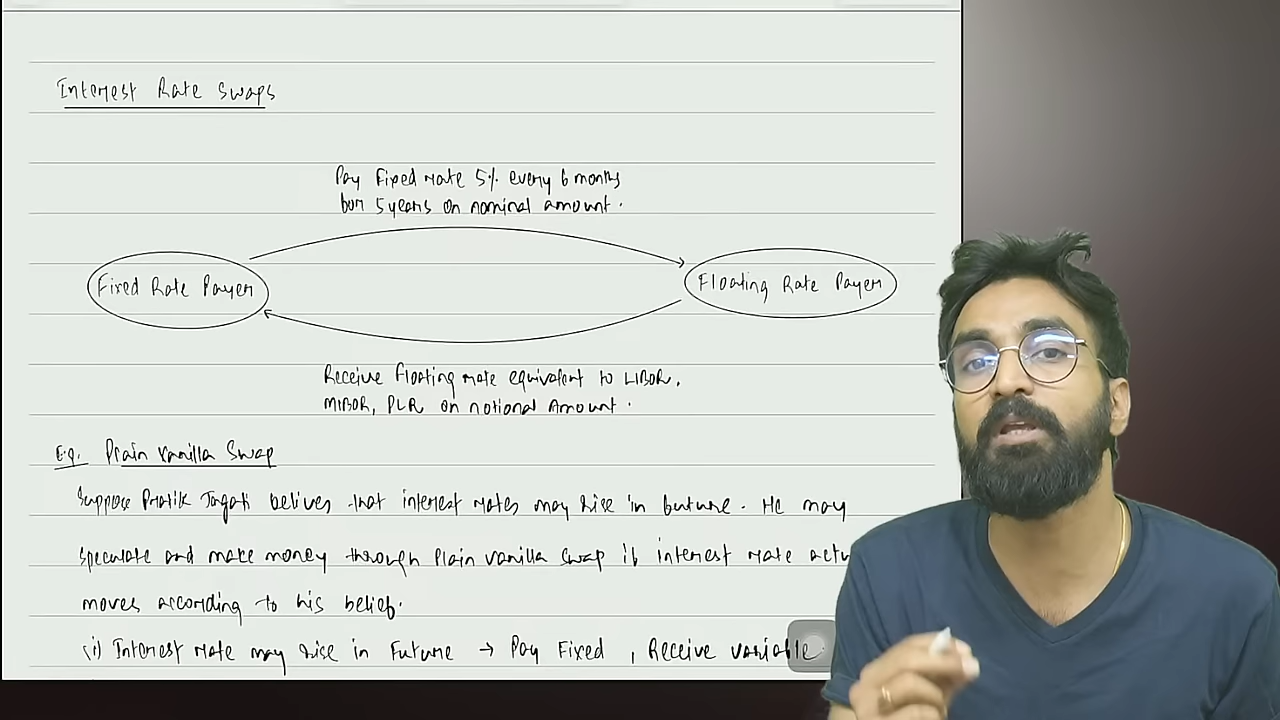 Interest Rate Swaps
Pay Fixed rate 5% every 6 months
for 5 years on nominal amount.
Fixed Rate Payer
Floating Rate Payer
Receive floating rate equivalent to LIBOR,
MIBOR, PLR on notional Amount.
E.g. Plain Vanilla Swap
Suppose Pratik Jagati belives that interest rates may rise in future. He may
speculate and make money through Plain vanilla swap if interest rate actu
moves according to his belief.
(i) Interest rate may rise in Future → Pay Fixed, Receive variable